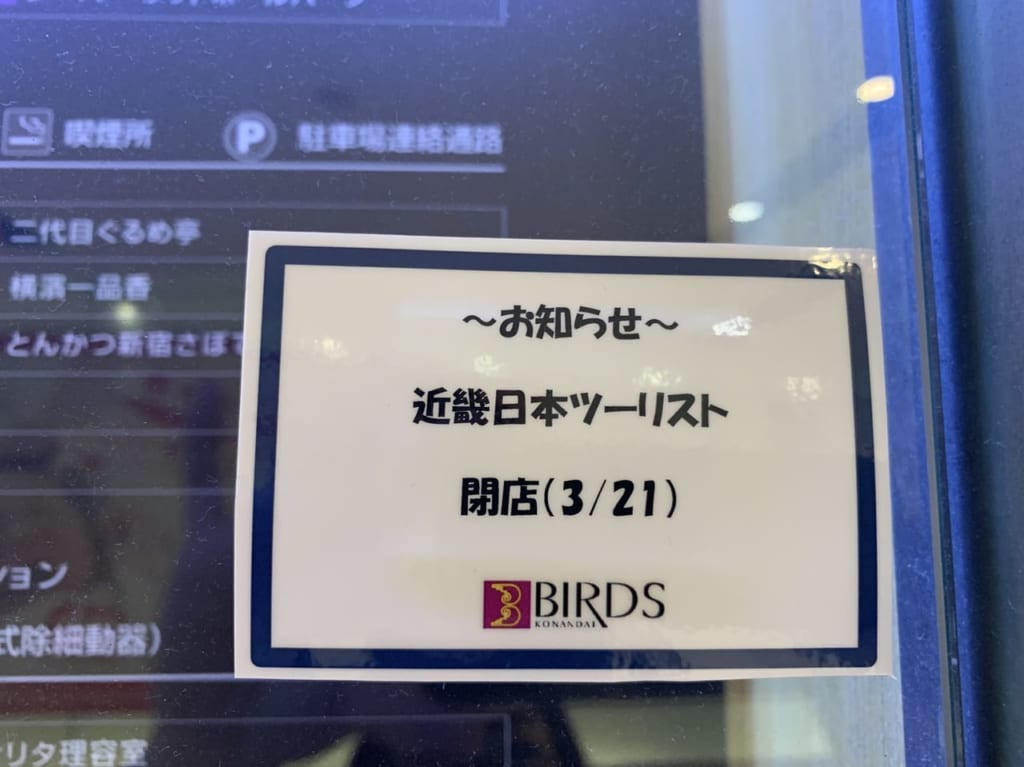 喫煙所 P 駐車場連絡通路
二代目ぐるめ亭
横濱一品香
とんかつ新宿さぼて
～お知らせ～
近畿日本ツーリスト
閉店(3/21)
B BIRDS
KONANDAI
ション
式除細動器)
リタ理容室